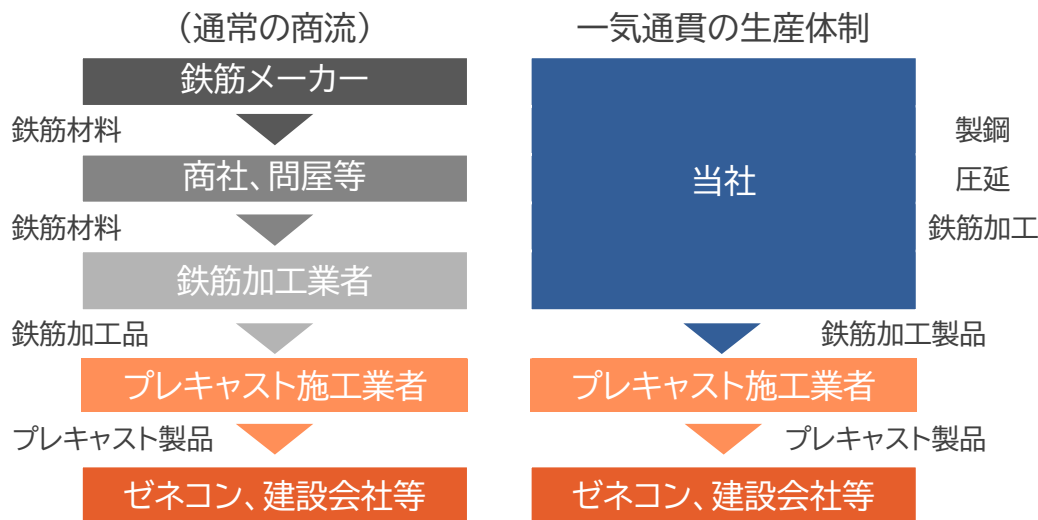 (通常の商流)
鉄筋メーカー
鉄筋材料
商社、問屋等
鉄筋材料
鉄筋加工業者
鉄筋加工品
プレキャスト施工業者
プレキャスト製品
ゼネコン、建設会社等
一気通貫の生産体制
当社
製鋼
圧延
鉄筋加工
鉄筋加工製品
プレキャスト施工業者
プレキャスト製品
ゼネコン、建設会社等